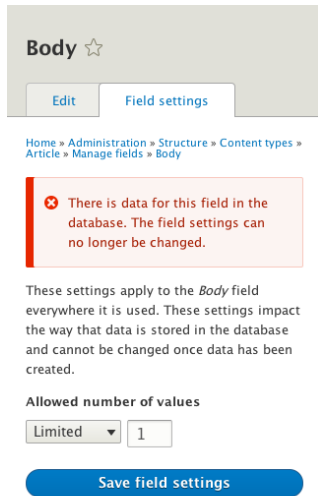 Body
Edit
Field settings
Home » Administration » Structure » Content types »
Article » Manage fields » Body
There is data for this field in the
database. The field settings can
no longer be changed.
These settings apply to the Body field
everywhere it is used. These settings impact
the way that data is stored in the database
and cannot be changed once data has been
created.
Allowed number of values
Limited
1
Save field settings